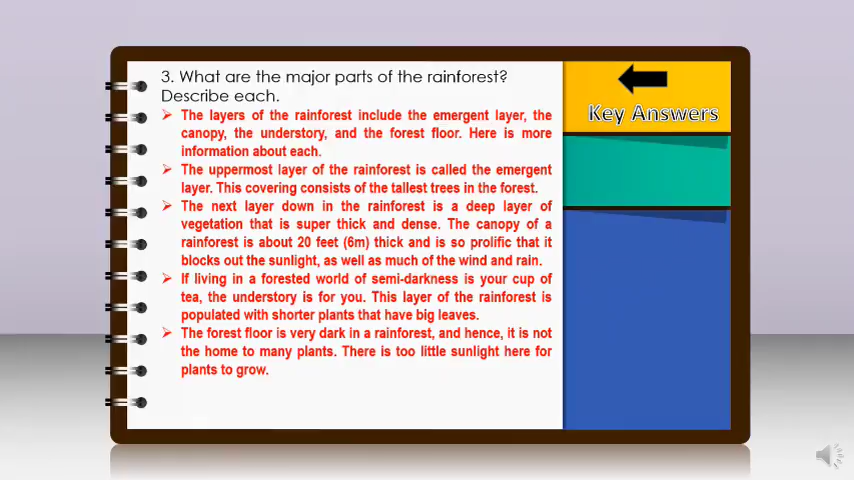 3. What are the major parts of the rainforest?
Describe each.
➢ The layers of the rainforest include the emergent layer, the
canopy, the understory, and the forest floor. Here is more
information about each.
➢ The uppermost layer of the rainforest is called the emergent
layer. This covering consists of the tallest trees in the forest.
➢ The next layer down in the rainforest is a deep layer of
vegetation that is super thick and dense. The canopy of a
rainforest is about 20 feet (6m) thick and is so prolific that it
blocks out the sunlight, as well as much of the wind and rain.
➢ If living in a forested world of semi-darkness is your cup of
tea, the understory is for you. This layer of the rainforest is
populated with shorter plants that have big leaves.
➢ The forest floor is very dark in a rainforest, and hence, it is not
the home to many plants. There is too little sunlight here for
plants to grow.
Key Answers